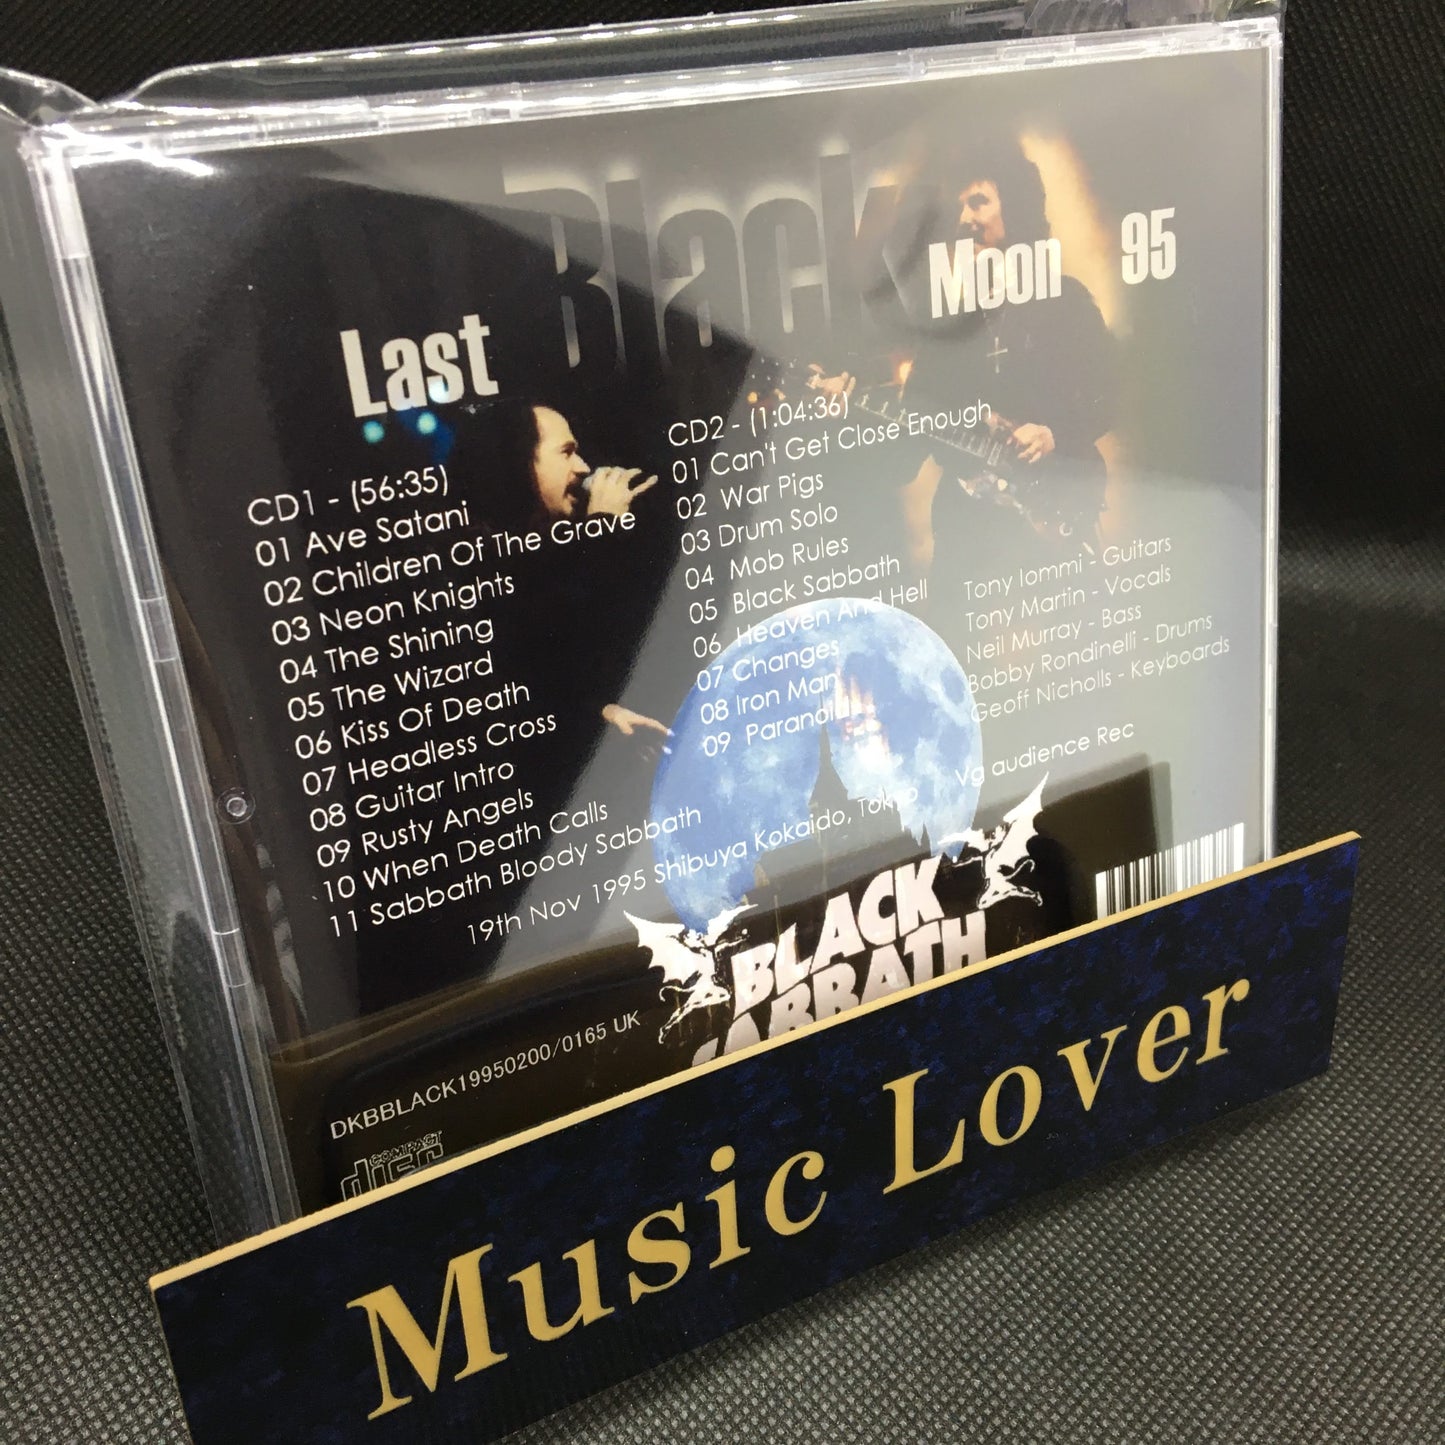 Last Black Moon 95
CD1 - (56:35)
01 Ave Satani
02 Children Of The Grave
03 Neon Knights
04 The Shining
05 The Wizard
06 Kiss Of Death
07 Headless Cross
08 Guitar Intro
09 Rusty Angels
10 When Death Calls
11 Sabbath Bloody Sabbath
CD2 - (1:04:36)
01 Can't Get Close Enough
02 War Pigs
03 Drum Solo
04 Mob Rules
05 Black Sabbath
06 Heaven And Hell
07 Changes
08 Iron Man
09 Paranoid
Tony Iommi - Guitars
Tony Martin - Vocals
Neil Murray - Bass
Bobby Rondinelli - Drums
Geoff Nicholls - Keyboards
Vg audience Rec
19th Nov 1995 Shibuya Kokaido, Tokyo
BLACK
SABBATH
DKBBLACK19950200/0165 UK
COMPACT
disc
Music Lover